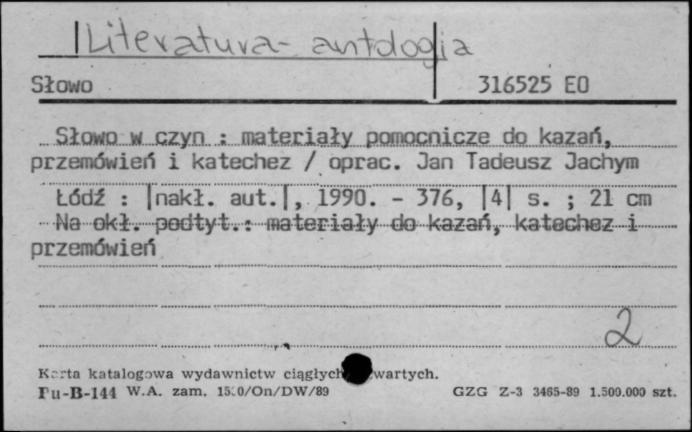 Literatura - antologia
Słowo 316525 EO
Słowo w czyn : materiały pomocnicze do kazań,
przemówień i katechez / oprac. Jan Tadeusz Jachym
Łódź : |nakł. aut.|, 1990. - 376, |4| s. ; 21 cm
Na okł. podtyt.: materiały do kazań, katechez i
przemówień
2
Karta katalogowa wydawnictw ciągłych wartych.
Pu-B-144 W.A. zam. /On/DW/89 GZG Z-3 3465-89 1.500.000 szt.